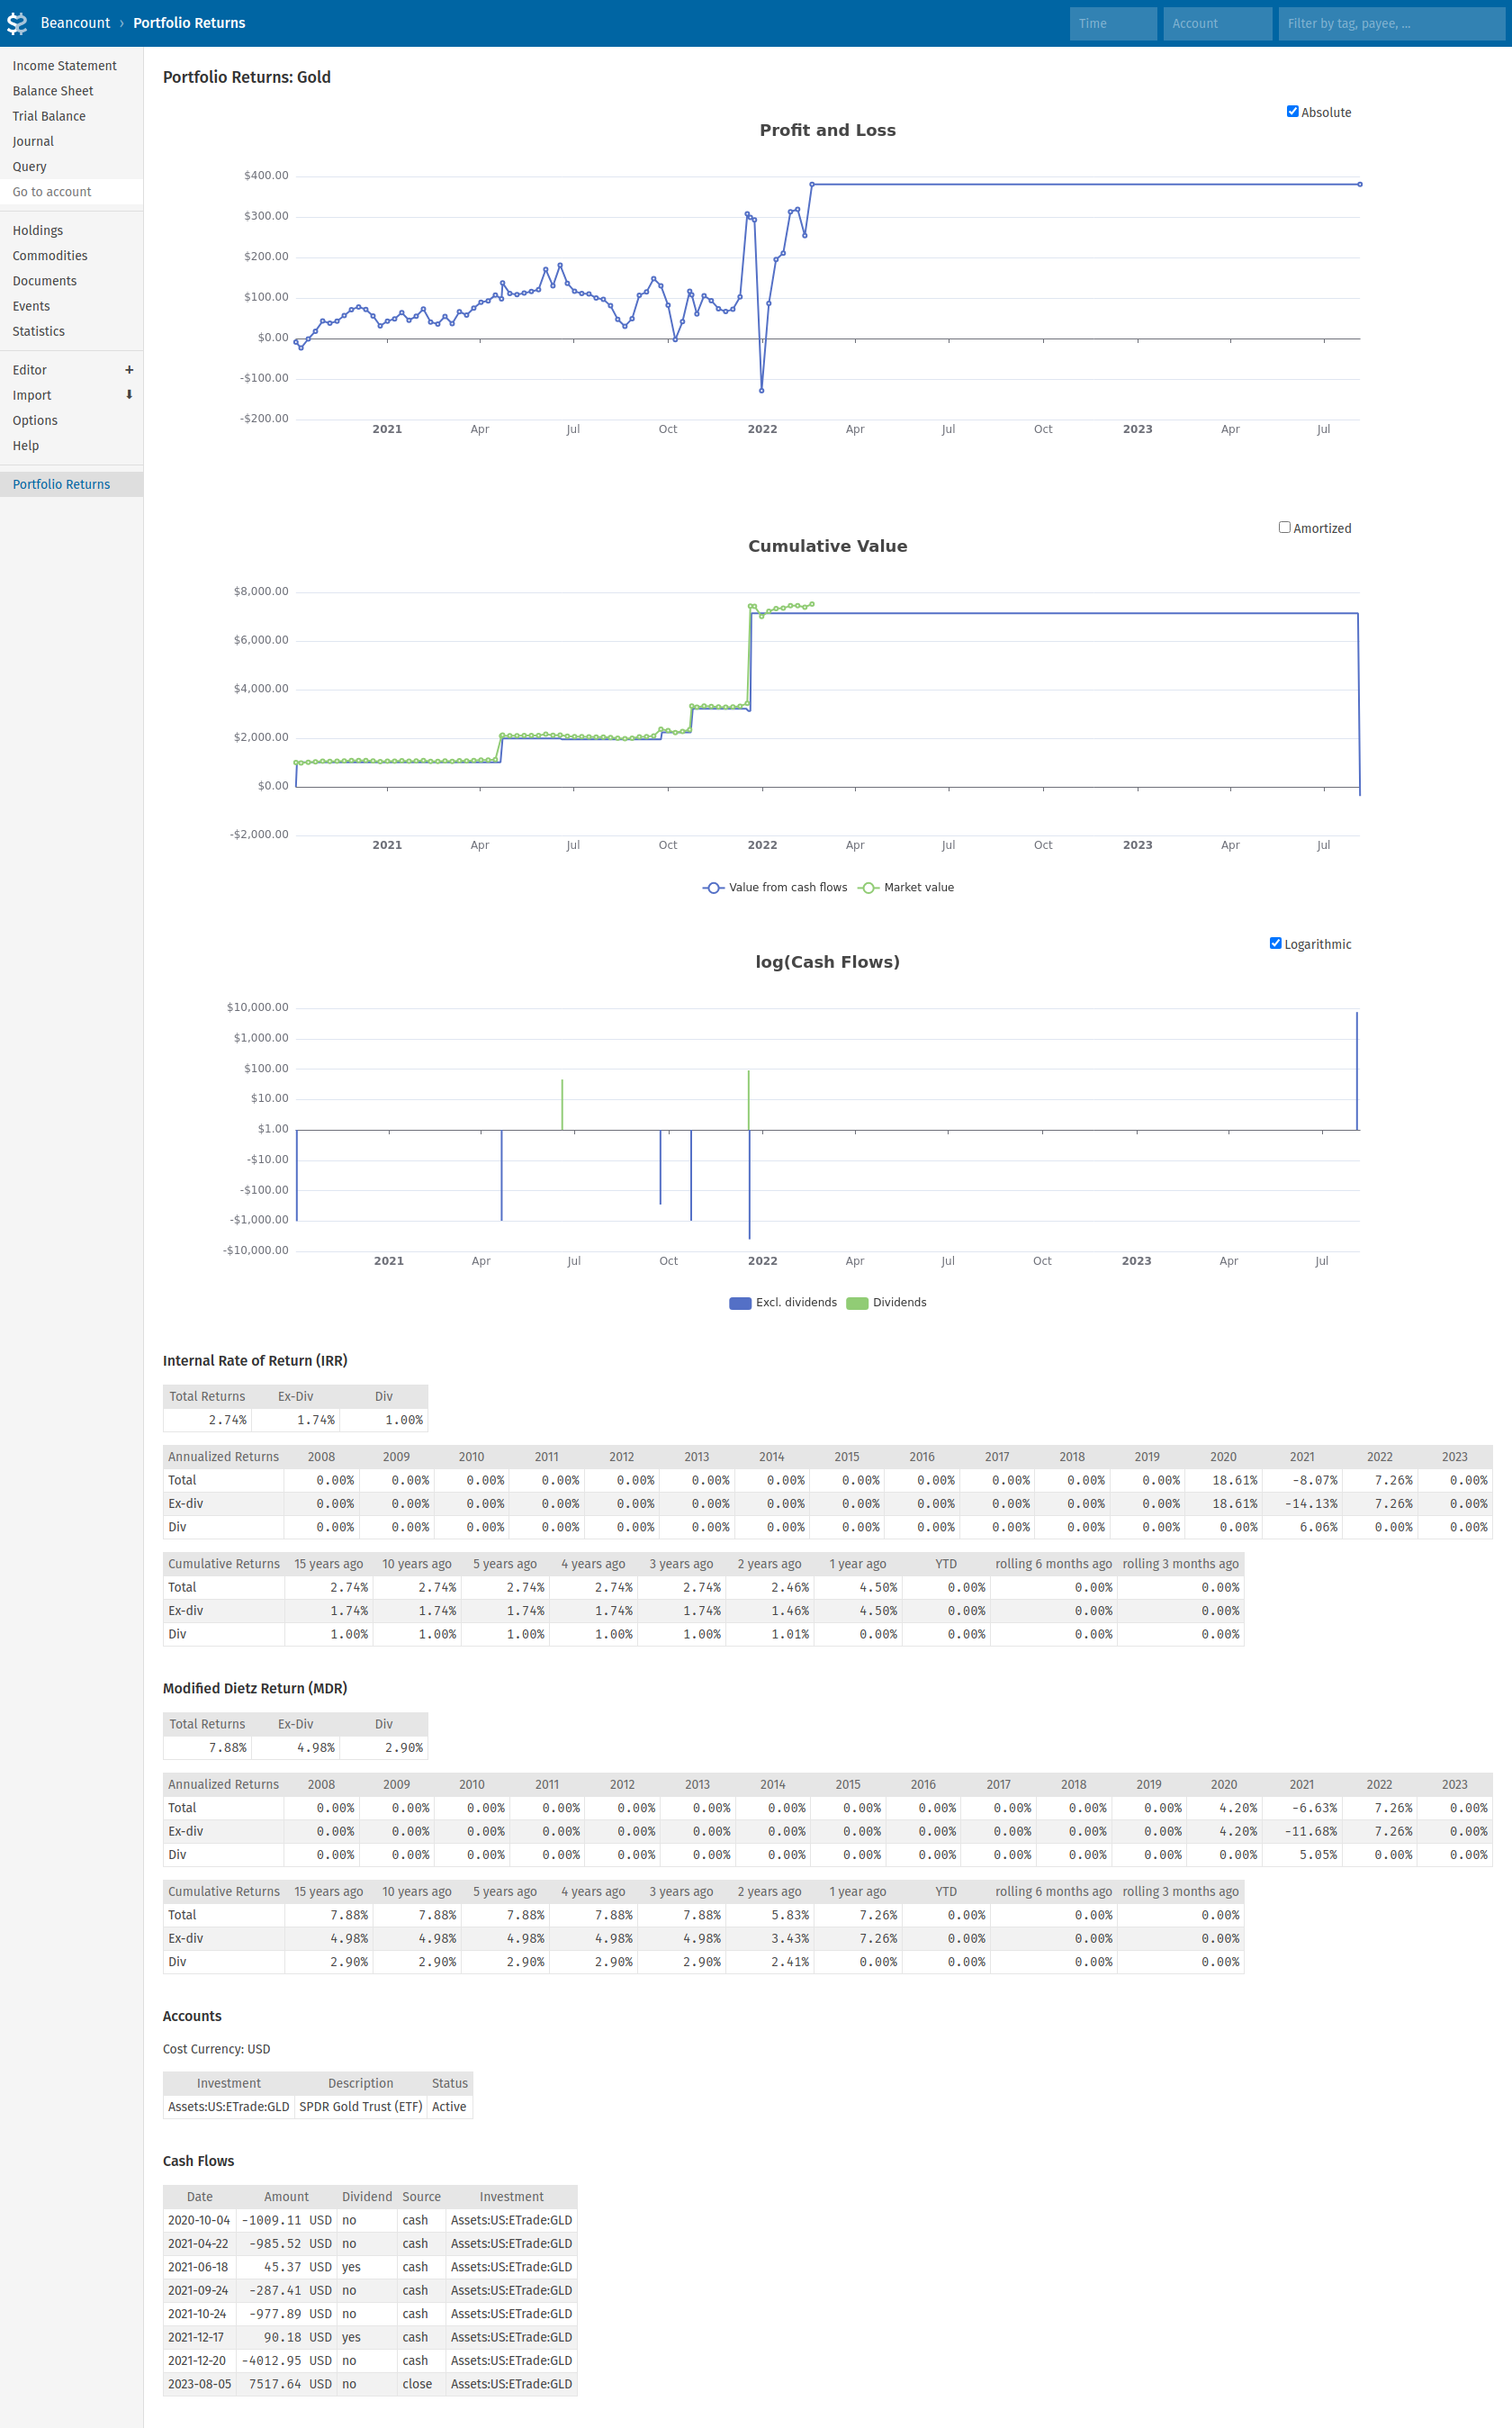 Beancount › Portfolio Returns
Time
Account
Filter by tag, payee, ...
Income Statement
Balance Sheet
Trial Balance
Journal
Query
Go to account
Holdings
Commodities
Documents
Events
Statistics
Editor +
Import
Options
Help
Portfolio Returns
Portfolio Returns: Gold
Absolute
Profit and Loss
$400.00
$300.00
$200.00
$100.00
$0.00
-$100.00
-$200.00
2021 Apr Jul Oct 2022 Apr Jul Oct 2023 Apr Jul
Amortized
Cumulative Value
$8,000.00
$6,000.00
$4,000.00
$2,000.00
$0.00
-$2,000.00
2021 Apr Jul Oct 2022 Apr Jul Oct 2023 Apr Jul
Value from cash flows Market value
Logarithmic
log(Cash Flows)
$10,000.00
$1,000.00
$100.00
$10.00
$1.00
-$10.00
-$100.00
-$1,000.00
-$10,000.00
2021 Apr Jul Oct 2022 Apr Jul Oct 2023 Apr Jul
Excl. dividends Dividends
Internal Rate of Return (IRR)
Total Returns Ex-Div Div
2.74% 1.74% 1.00%
Annualized Returns 2008 2009 2010 2011 2012 2013 2014 2015 2016 2017 2018 2019 2020 2021 2022 2023
Total 0.00% 0.00% 0.00% 0.00% 0.00% 0.00% 0.00% 0.00% 0.00% 0.00% 0.00% 0.00% 18.61% -8.07% 7.26% 0.00%
Ex-div 0.00% 0.00% 0.00% 0.00% 0.00% 0.00% 0.00% 0.00% 0.00% 0.00% 0.00% 0.00% 18.61% -14.13% 7.26% 0.00%
Div 0.00% 0.00% 0.00% 0.00% 0.00% 0.00% 0.00% 0.00% 0.00% 0.00% 0.00% 0.00% 0.00% 6.06% 0.00% 0.00%
Cumulative Returns 15 years ago 10 years ago 5 years ago 4 years ago 3 years ago 2 years ago 1 year ago YTD rolling 6 months ago rolling 3 months ago
Total 2.74% 2.74% 2.74% 2.74% 2.74% 2.46% 4.50% 0.00% 0.00% 0.00%
Ex-div 1.74% 1.74% 1.74% 1.74% 1.74% 1.46% 4.50% 0.00% 0.00% 0.00%
Div 1.00% 1.00% 1.00% 1.00% 1.00% 1.01% 0.00% 0.00% 0.00% 0.00%
Modified Dietz Return (MDR)
Total Returns Ex-Div Div
7.88% 4.98% 2.90%
Annualized Returns 2008 2009 2010 2011 2012 2013 2014 2015 2016 2017 2018 2019 2020 2021 2022 2023
Total 0.00% 0.00% 0.00% 0.00% 0.00% 0.00% 0.00% 0.00% 0.00% 0.00% 0.00% 0.00% 4.20% -6.63% 7.26% 0.00%
Ex-div 0.00% 0.00% 0.00% 0.00% 0.00% 0.00% 0.00% 0.00% 0.00% 0.00% 0.00% 0.00% 4.20% -11.68% 7.26% 0.00%
Div 0.00% 0.00% 0.00% 0.00% 0.00% 0.00% 0.00% 0.00% 0.00% 0.00% 0.00% 0.00% 0.00% 5.05% 0.00% 0.00%
Cumulative Returns 15 years ago 10 years ago 5 years ago 4 years ago 3 years ago 2 years ago 1 year ago YTD rolling 6 months ago rolling 3 months ago
Total 7.88% 7.88% 7.88% 7.88% 7.88% 5.83% 7.26% 0.00% 0.00% 0.00%
Ex-div 4.98% 4.98% 4.98% 4.98% 4.98% 3.43% 7.26% 0.00% 0.00% 0.00%
Div 2.90% 2.90% 2.90% 2.90% 2.90% 2.41% 0.00% 0.00% 0.00% 0.00%
Accounts
Cost Currency: USD
Investment Description Status
Assets:US:ETrade:GLD SPDR Gold Trust (ETF) Active
Cash Flows
Date Amount Dividend Source Investment
2020-10-04 -1009.11 USD no cash Assets:US:ETrade:GLD
2021-04-22 -985.52 USD no cash Assets:US:ETrade:GLD
2021-06-18 45.37 USD yes cash Assets:US:ETrade:GLD
2021-09-24 -287.41 USD no cash Assets:US:ETrade:GLD
2021-10-24 -977.89 USD no cash Assets:US:ETrade:GLD
2021-12-17 90.18 USD yes cash Assets:US:ETrade:GLD
2021-12-20 -4012.95 USD no cash Assets:US:ETrade:GLD
2023-08-05 7517.64 USD no close Assets:US:ETrade:GLD